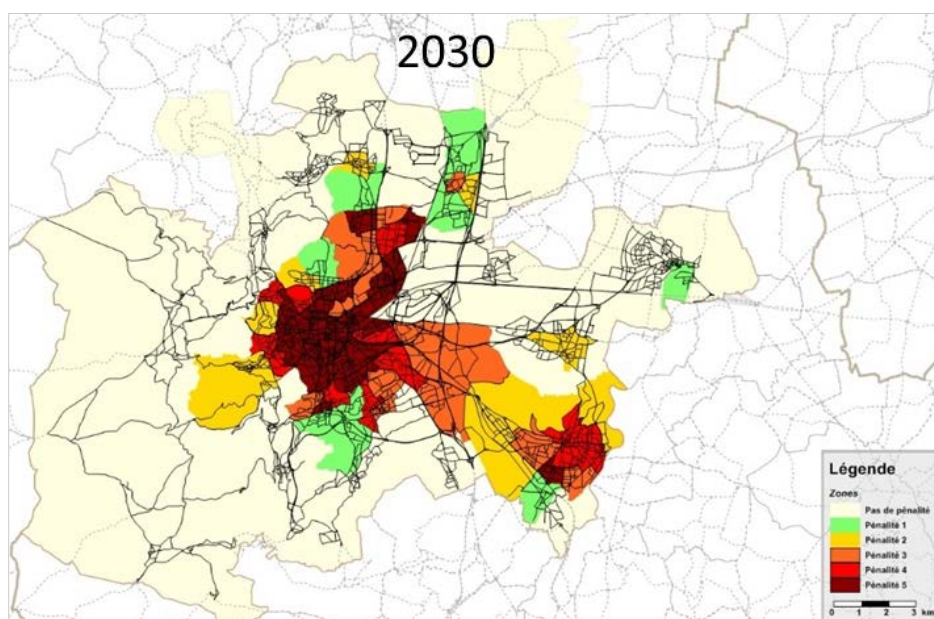 2030
Légende
Zones
Pas de pénalité
Pénalité 1
Pénalité 2
Pénalité 3
Pénalité 4
Pénalité 5
0 1 2 3 km